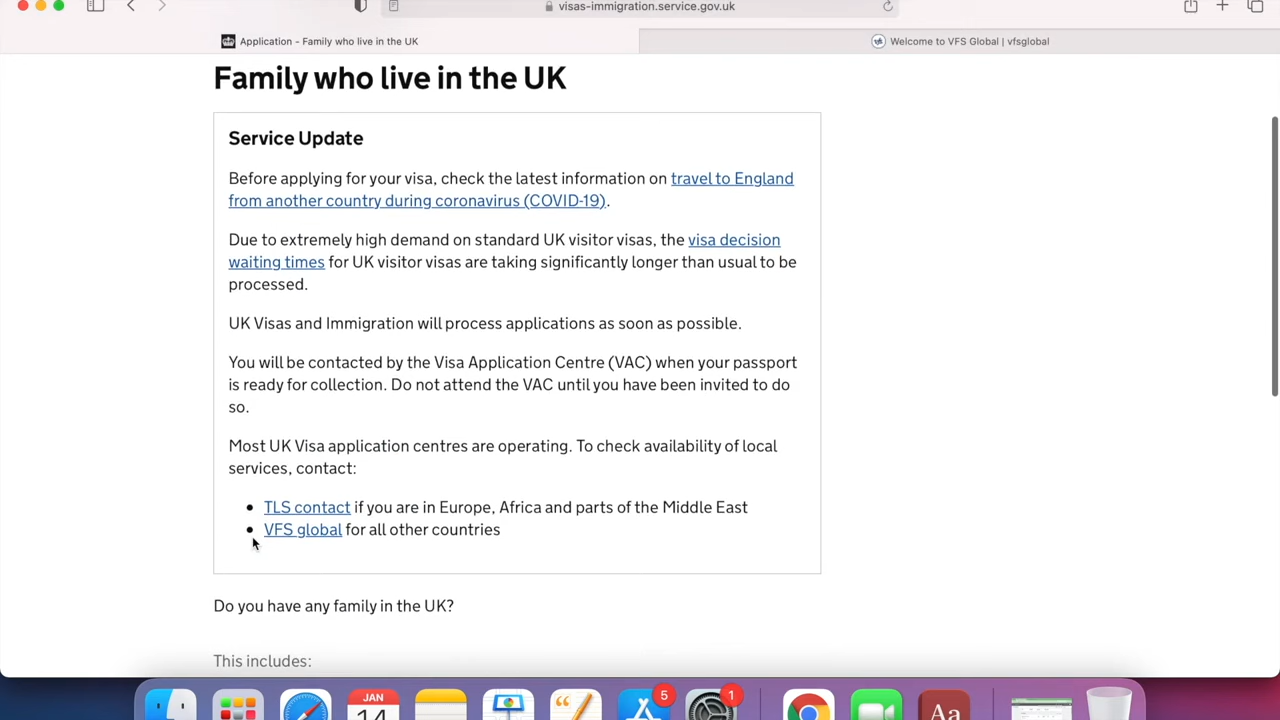 visas-immigration.service.gov.uk
Application - Family who live in the UK
Welcome to VFS Global | vfsglobal
Family who live in the UK
Service Update
Before applying for your visa, check the latest information on travel to England
from another country during coronavirus (COVID-19).
Due to extremely high demand on standard UK visitor visas, the visa decision
waiting times for UK visitor visas are taking significantly longer than usual to be
processed.
UK Visas and Immigration will process applications as soon as possible.
You will be contacted by the Visa Application Centre (VAC) when your passport
is ready for collection. Do not attend the VAC until you have been invited to do
so.
Most UK Visa application centres are operating. To check availability of local
services, contact:
• TLS contact if you are in Europe, Africa and parts of the Middle East
• VFS global for all other countries
Do you have any family in the UK?
This includes:
JAN
14
5
1
Aa